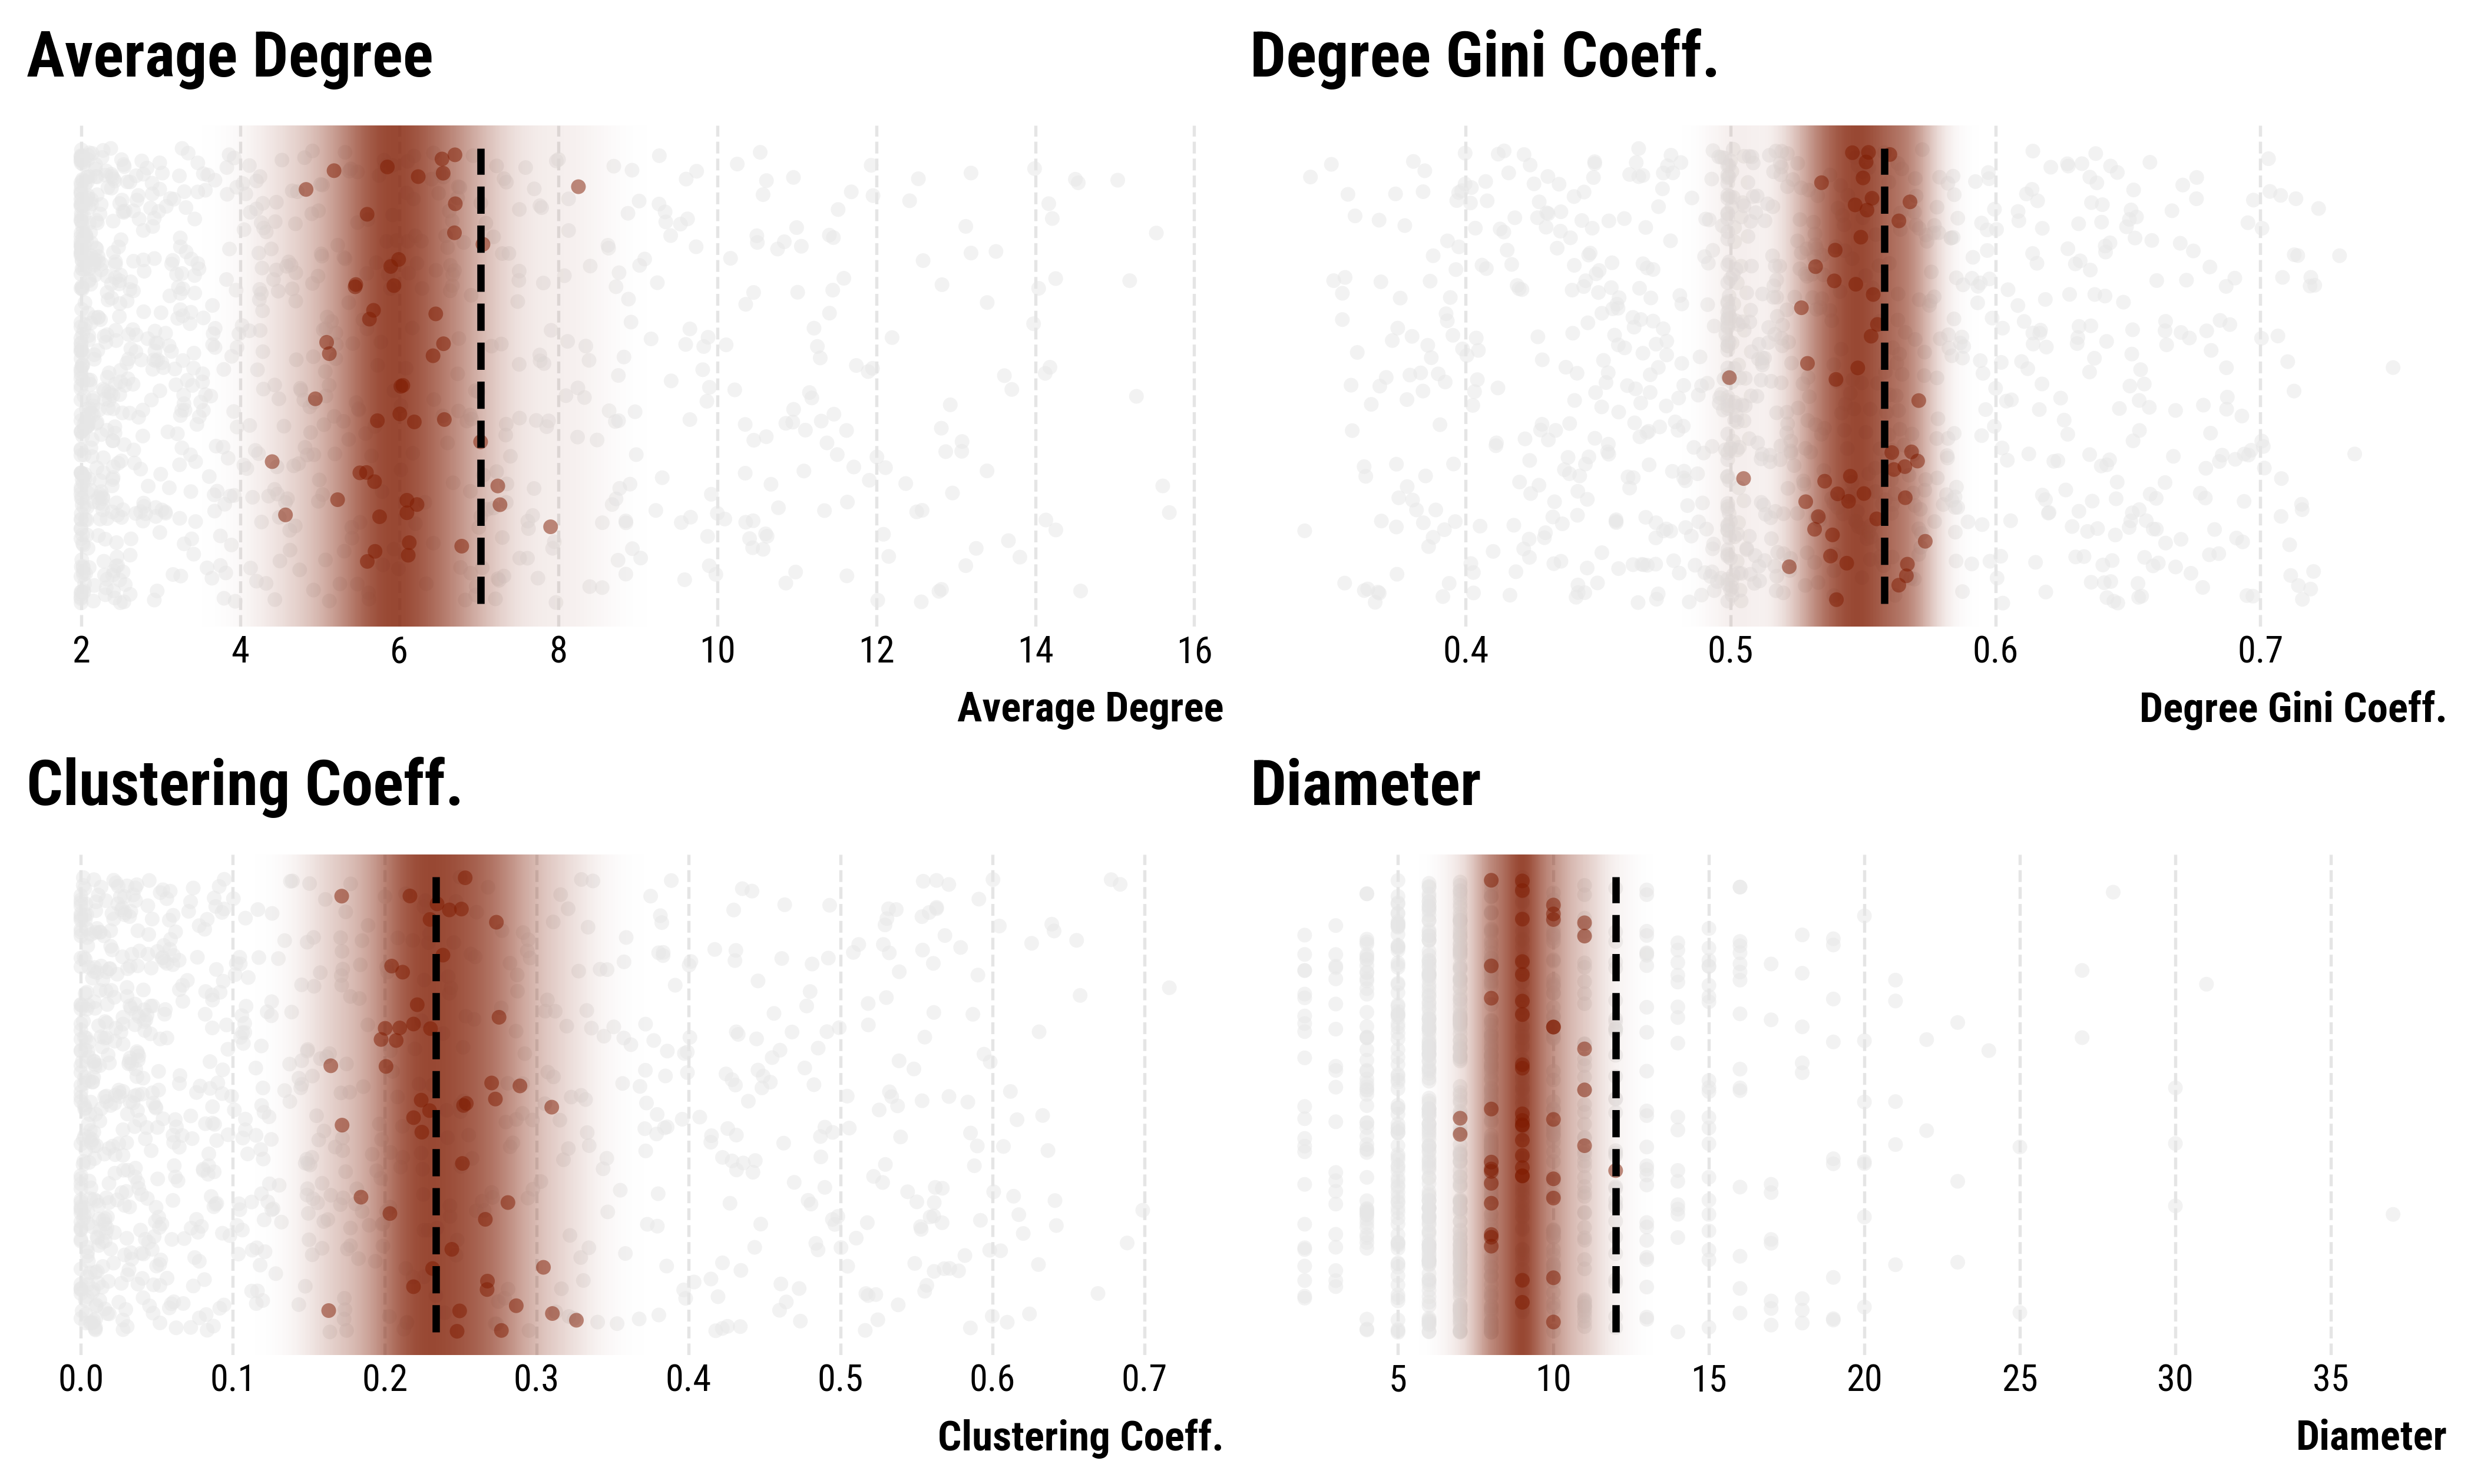 Average Degree
Degree Gini Coeff.
2 4 6 8 10 12 14 16
0.4 0.5 0.6 0.7
Average Degree
Degree Gini Coeff.
Clustering Coeff.
Diameter
0.0 0.1 0.2 0.3 0.4 0.5 0.6 0.7
5 10 15 20 25 30 35
Clustering Coeff.
Diameter